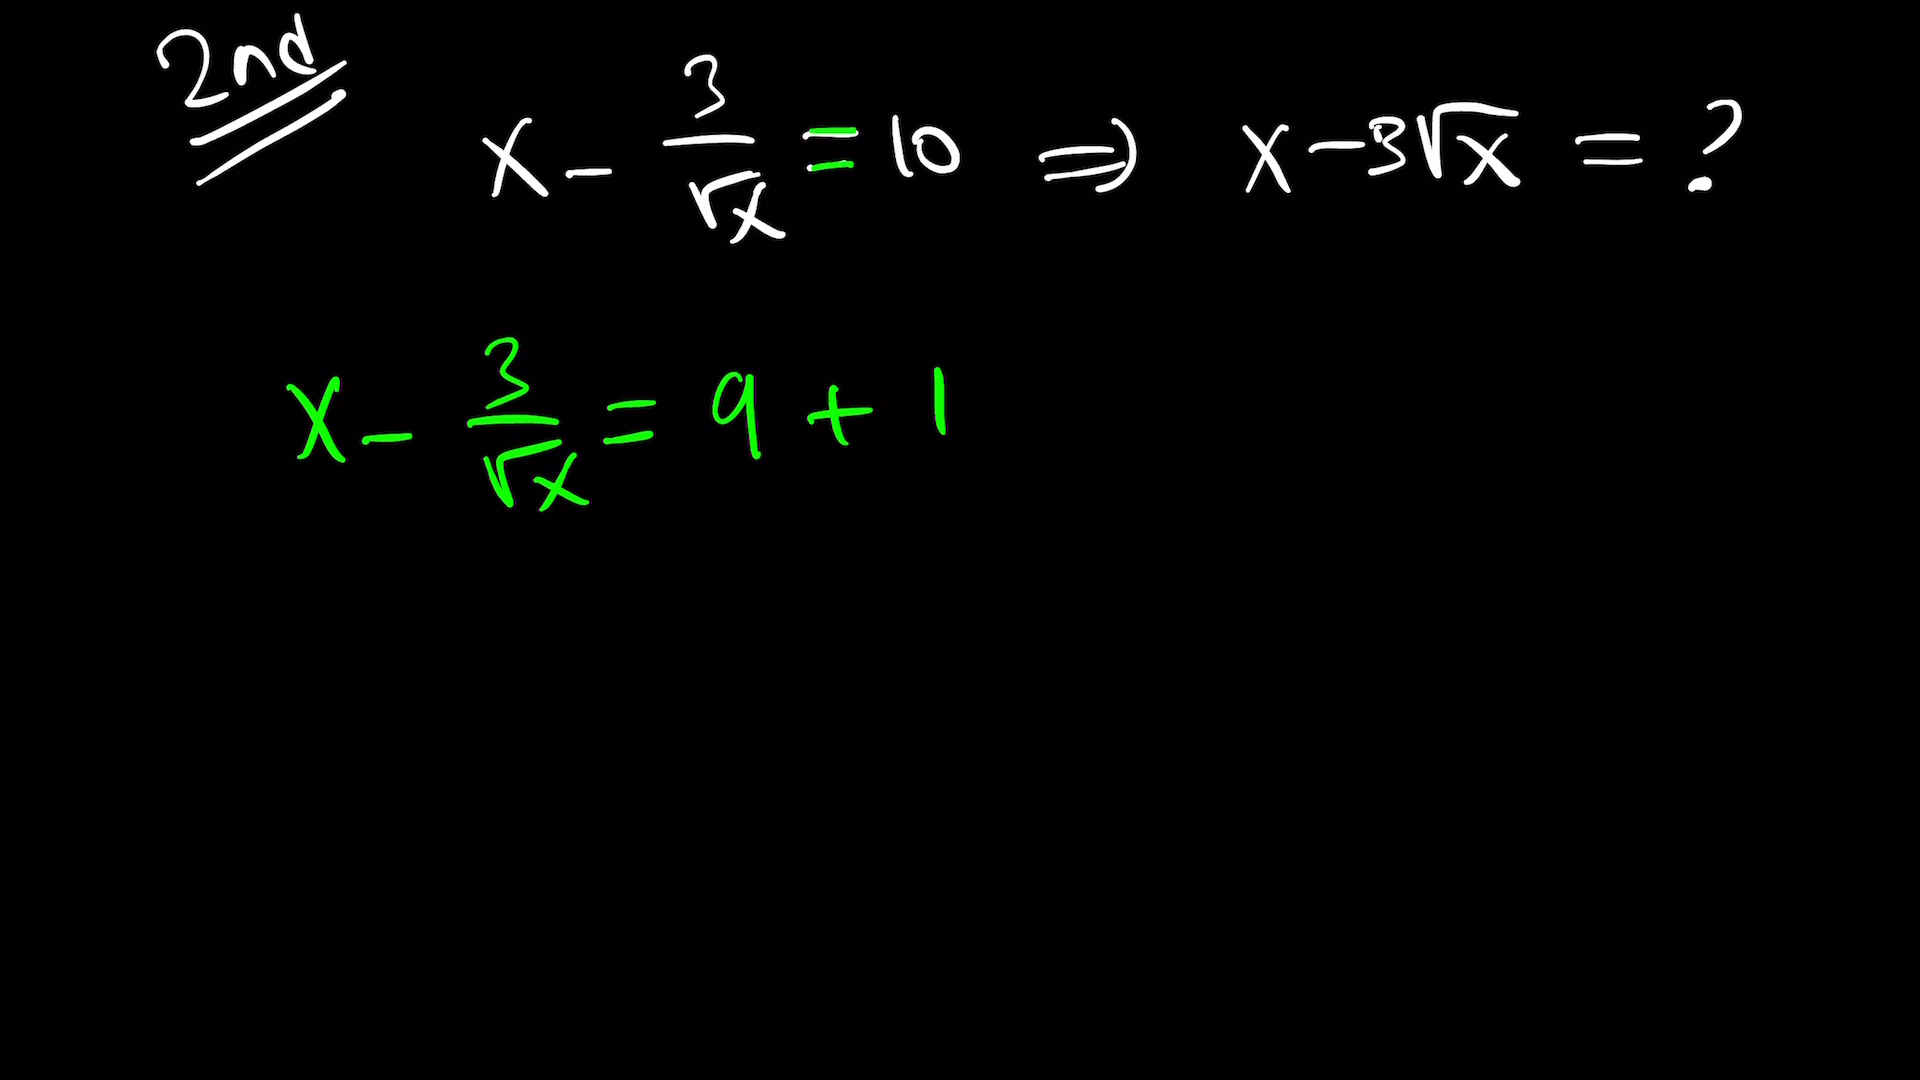 2nd
x - 3/√x = 10 ⇒ x - 3√x = ?
x - 3/√x = 9 + 1